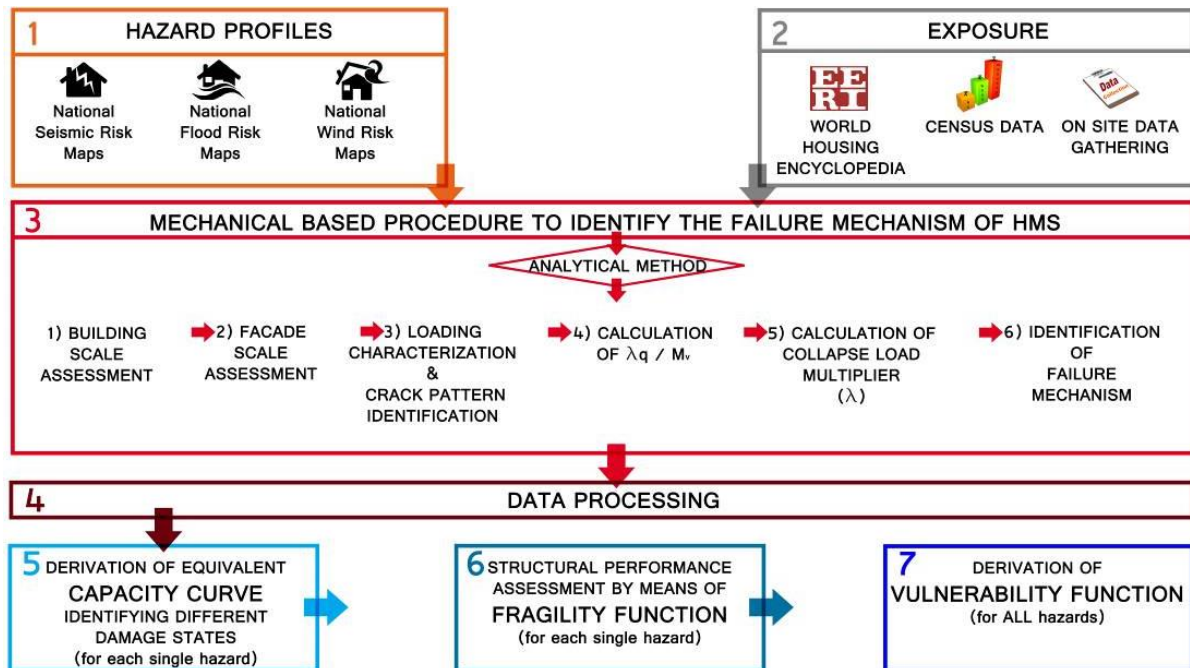 1
HAZARD PROFILES
National
Seismic Risk
Maps
National
Flood Risk
Maps
National
Wind Risk
Maps
2
EXPOSURE
EE
RI
WORLD
HOUSING
ENCYCLOPEDIA
CENSUS DATA
Data
ON SITE DATA
GATHERING
3
MECHANICAL BASED PROCEDURE TO IDENTIFY THE FAILURE MECHANISM OF HMS
ANALYTICAL METHOD
1) BUILDING
SCALE
ASSESSMENT
2) FACADE
SCALE
ASSESSMENT
3) LOADING
CHARACTERIZATION
&
CRACK PATTERN
IDENTIFICATION
4) CALCULATION
OF λq / Mᵥ
5) CALCULATION OF
COLLAPSE LOAD
MULTIPLIER
(λ)
6) IDENTIFICATION
OF
FAILURE
MECHANISM
4
DATA PROCESSING
5 DERIVATION OF EQUIVALENT
CAPACITY CURVE
IDENTIFYING DIFFERENT
DAMAGE STATES
(for each single hazard)
6 STRUCTURAL PERFORMANCE
ASSESSMENT BY MEANS OF
FRAGILITY FUNCTION
(for each single hazard)
7
DERIVATION OF
VULNERABILITY FUNCTION
(for ALL hazards)